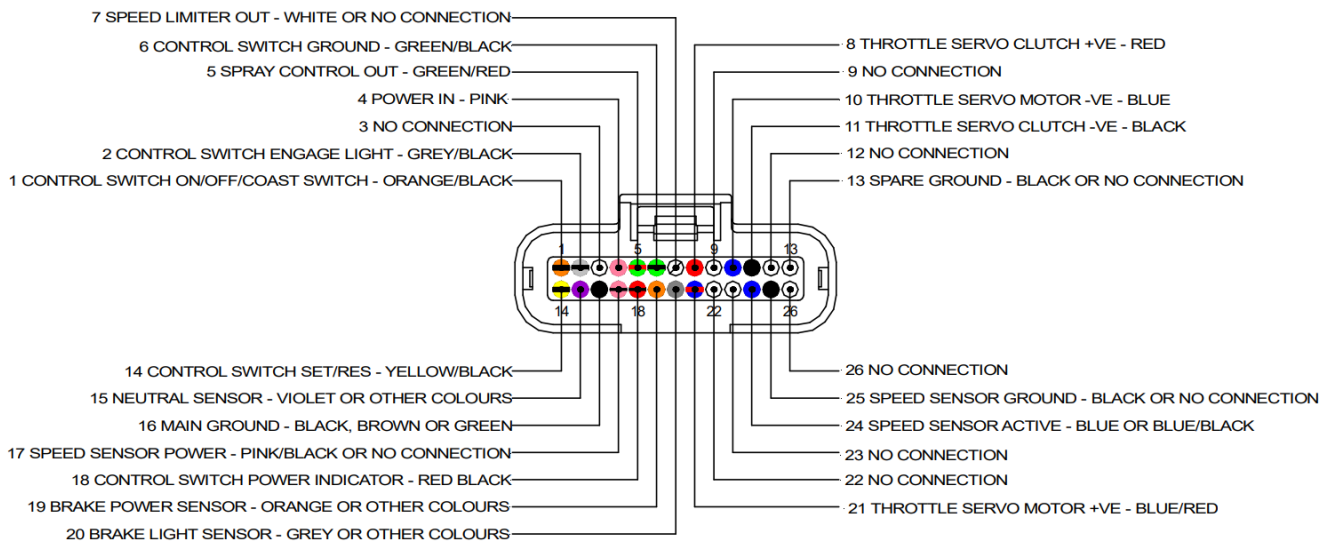 7 SPEED LIMITER OUT - WHITE OR NO CONNECTION
6 CONTROL SWITCH GROUND - GREEN/BLACK
5 SPRAY CONTROL OUT - GREEN/RED
4 POWER IN - PINK
3 NO CONNECTION
2 CONTROL SWITCH ENGAGE LIGHT - GREY/BLACK
1 CONTROL SWITCH ON/OFF/COAST SWITCH - ORANGE/BLACK
8 THROTTLE SERVO CLUTCH +VE - RED
9 NO CONNECTION
10 THROTTLE SERVO MOTOR -VE - BLUE
11 THROTTLE SERVO CLUTCH -VE - BLACK
12 NO CONNECTION
13 SPARE GROUND - BLACK OR NO CONNECTION
1 5 9 13
14 18 22 26
14 CONTROL SWITCH SET/RES - YELLOW/BLACK
15 NEUTRAL SENSOR - VIOLET OR OTHER COLOURS
16 MAIN GROUND - BLACK, BROWN OR GREEN
17 SPEED SENSOR POWER - PINK/BLACK OR NO CONNECTION
18 CONTROL SWITCH POWER INDICATOR - RED BLACK
19 BRAKE POWER SENSOR - ORANGE OR OTHER COLOURS
20 BRAKE LIGHT SENSOR - GREY OR OTHER COLOURS
26 NO CONNECTION
25 SPEED SENSOR GROUND - BLACK OR NO CONNECTION
24 SPEED SENSOR ACTIVE - BLUE OR BLUE/BLACK
23 NO CONNECTION
22 NO CONNECTION
21 THROTTLE SERVO MOTOR +VE - BLUE/RED